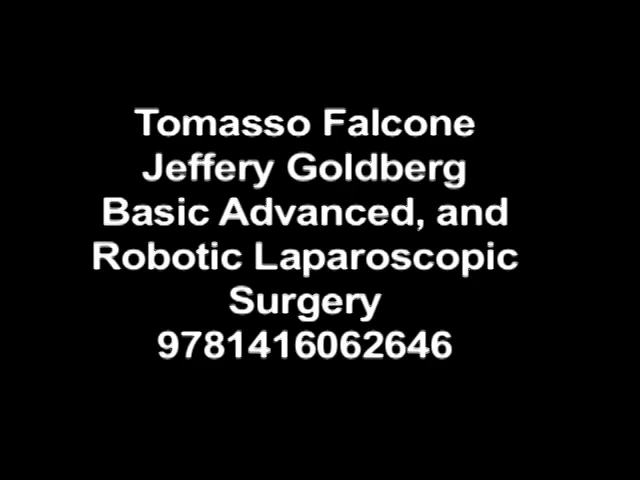 Tomasso Falcone
Jeffery Goldberg
Basic Advanced, and
Robotic Laparoscopic
Surgery
9781416062646